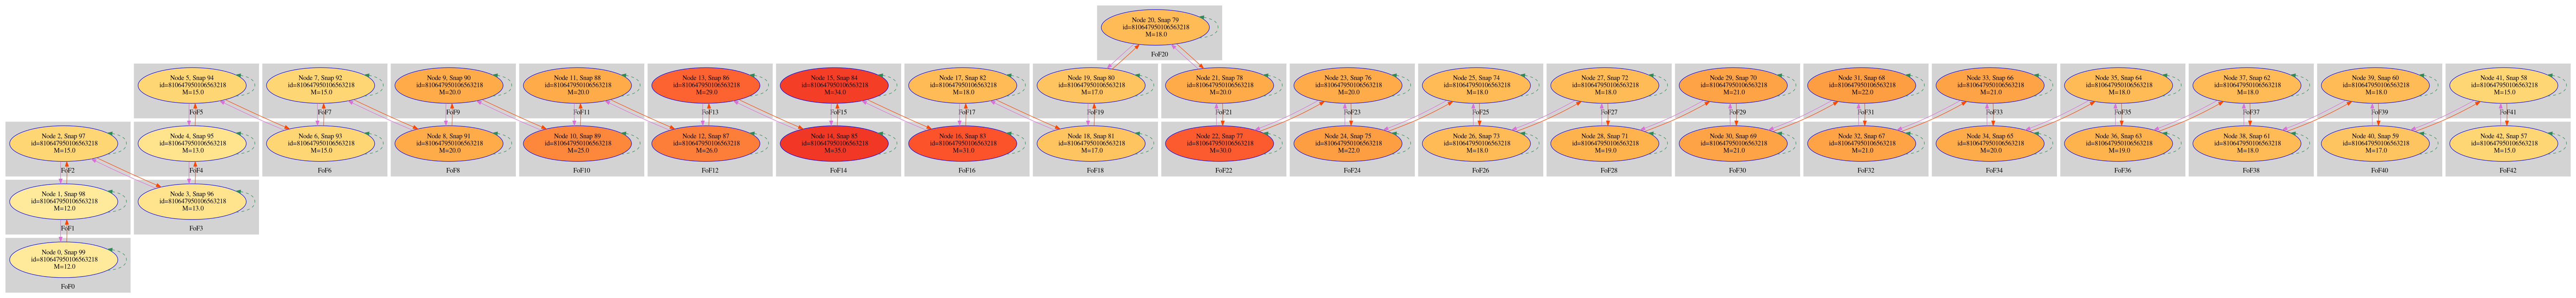 Node 20, Snap 79
id=810647950106563218
M=18.0
FoF20
Node 5, Snap 94
id=810647950106563218
M=15.0
FoF5
Node 7, Snap 92
id=810647950106563218
M=15.0
FoF7
Node 9, Snap 90
id=810647950106563218
M=20.0
FoF9
Node 11, Snap 88
id=810647950106563218
M=20.0
FoF11
Node 13, Snap 86
id=810647950106563218
M=29.0
FoF13
Node 15, Snap 84
id=810647950106563218
M=34.0
FoF15
Node 17, Snap 82
id=810647950106563218
M=18.0
FoF17
Node 19, Snap 80
id=810647950106563218
M=17.0
FoF19
Node 21, Snap 78
id=810647950106563218
M=20.0
FoF21
Node 23, Snap 76
id=810647950106563218
M=20.0
FoF23
Node 25, Snap 74
id=810647950106563218
M=18.0
FoF25
Node 27, Snap 72
id=810647950106563218
M=18.0
FoF27
Node 29, Snap 70
id=810647950106563218
M=21.0
FoF29
Node 31, Snap 68
id=810647950106563218
M=22.0
FoF31
Node 33, Snap 66
id=810647950106563218
M=21.0
FoF33
Node 35, Snap 64
id=810647950106563218
M=18.0
FoF35
Node 37, Snap 62
id=810647950106563218
M=18.0
FoF37
Node 39, Snap 60
id=810647950106563218
M=18.0
FoF39
Node 41, Snap 58
id=810647950106563218
M=15.0
FoF41
Node 2, Snap 97
id=810647950106563218
M=15.0
FoF2
Node 4, Snap 95
id=810647950106563218
M=13.0
FoF4
Node 6, Snap 93
id=810647950106563218
M=15.0
FoF6
Node 8, Snap 91
id=810647950106563218
M=20.0
FoF8
Node 10, Snap 89
id=810647950106563218
M=25.0
FoF10
Node 12, Snap 87
id=810647950106563218
M=26.0
FoF12
Node 14, Snap 85
id=810647950106563218
M=35.0
FoF14
Node 16, Snap 83
id=810647950106563218
M=31.0
FoF16
Node 18, Snap 81
id=810647950106563218
M=17.0
FoF18
Node 22, Snap 77
id=810647950106563218
M=30.0
FoF22
Node 24, Snap 75
id=810647950106563218
M=22.0
FoF24
Node 26, Snap 73
id=810647950106563218
M=18.0
FoF26
Node 28, Snap 71
id=810647950106563218
M=19.0
FoF28
Node 30, Snap 69
id=810647950106563218
M=21.0
FoF30
Node 32, Snap 67
id=810647950106563218
M=21.0
FoF32
Node 34, Snap 65
id=810647950106563218
M=20.0
FoF34
Node 36, Snap 63
id=810647950106563218
M=19.0
FoF36
Node 38, Snap 61
id=810647950106563218
M=18.0
FoF38
Node 40, Snap 59
id=810647950106563218
M=17.0
FoF40
Node 42, Snap 57
id=810647950106563218
M=15.0
FoF42
Node 1, Snap 98
id=810647950106563218
M=12.0
FoF1
Node 3, Snap 96
id=810647950106563218
M=13.0
FoF3
Node 0, Snap 99
id=810647950106563218
M=12.0
FoF0